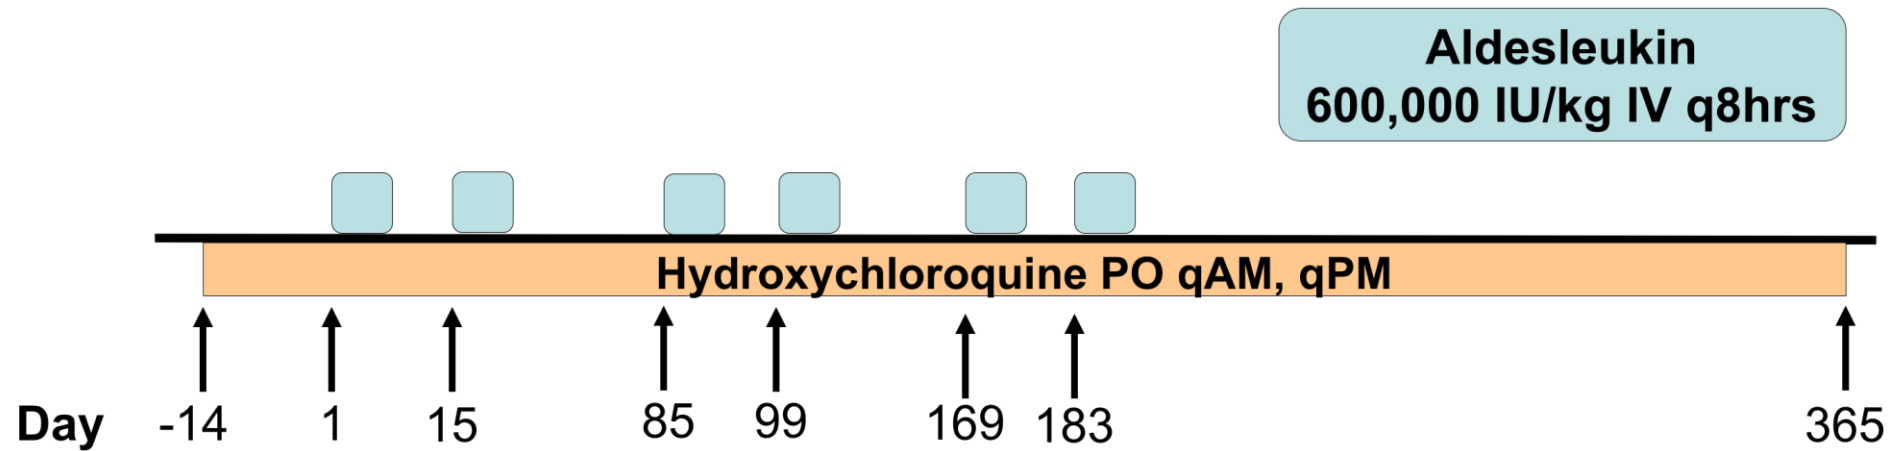 Aldesleukin
600,000 IU/kg IV q8hrs
Hydroxychloroquine PO qAM, qPM
Day -14 1 15 85 99 169 183 365